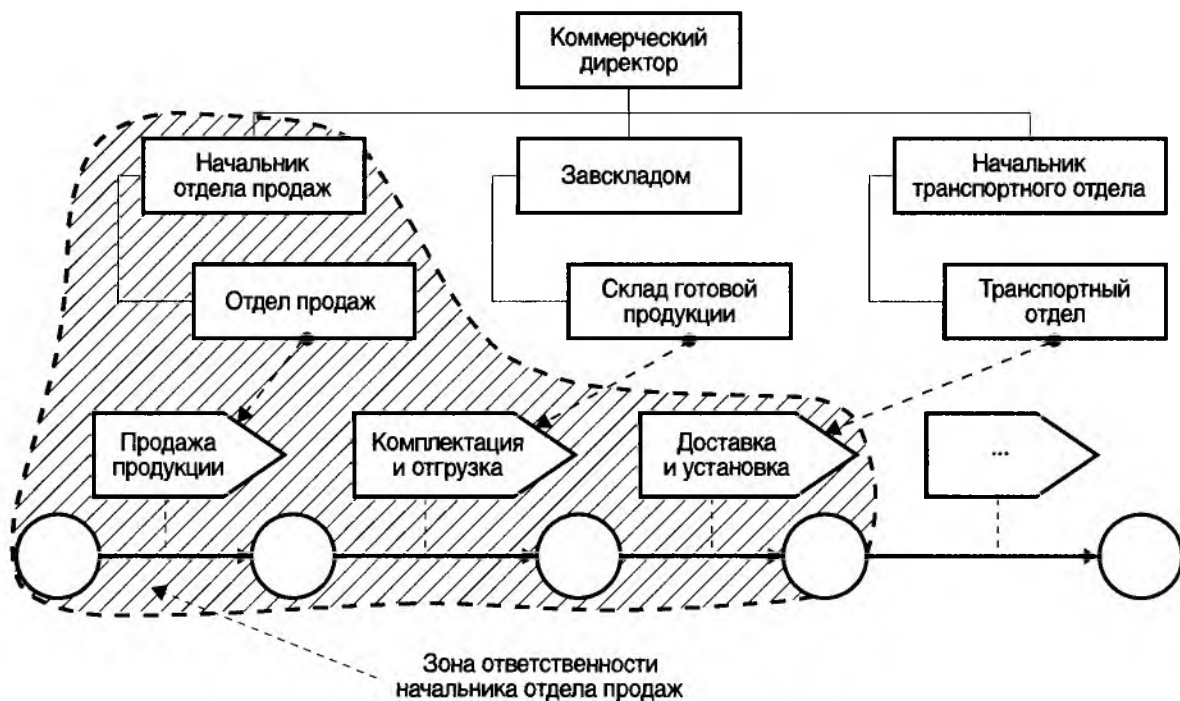 Коммерческий
директор
Начальник
отдела продаж
Завскладом
Начальник
транспортного отдела
Отдел продаж
Склад готовой
продукции
Транспортный
отдел
Продажа
продукции
Комплектация
и отгрузка
Доставка
и установка
...
Зона ответственности
начальника отдела продаж